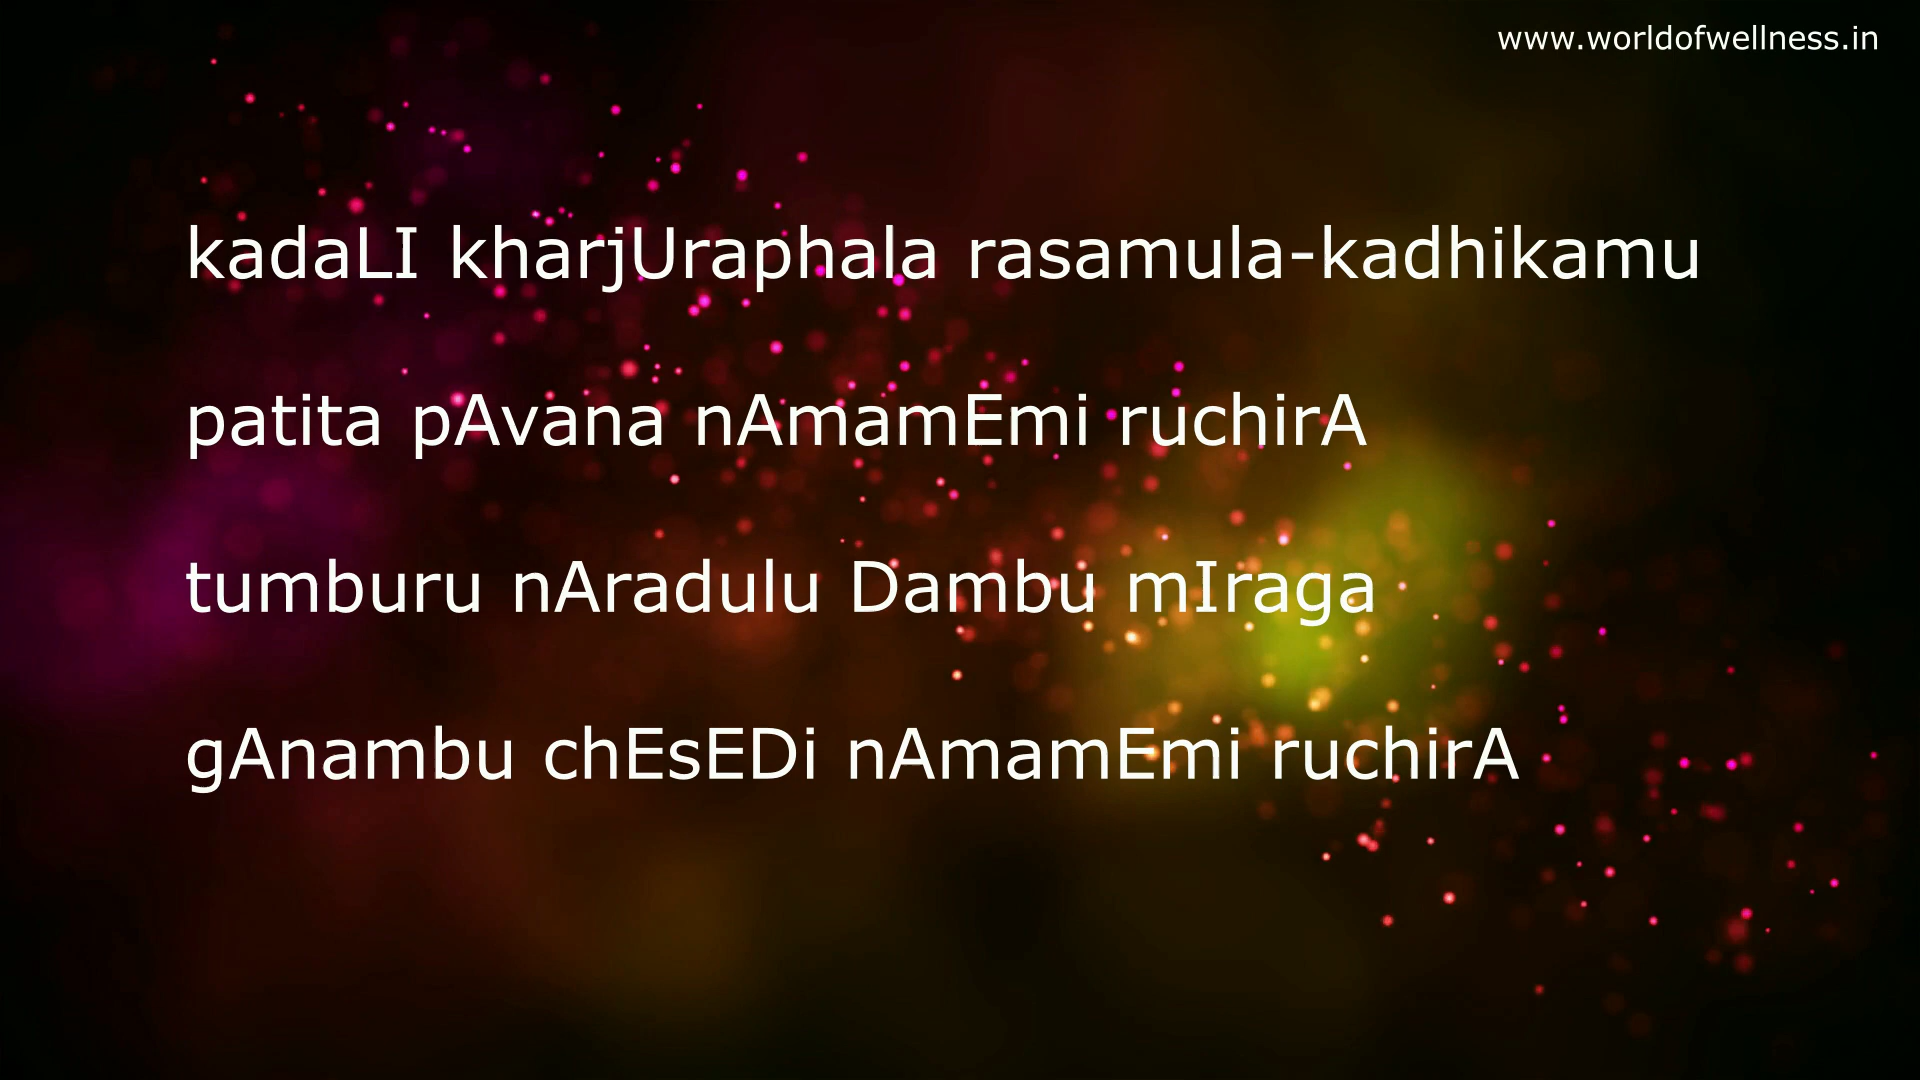 www.worldofwellness.in
kadaLI kharjUraphala rasamula-kadhikamu
patita pAvana nAmamEmi ruchirA
tumburu nAradulu Dambu mIraga
gAnambu chEsEDi nAmamEmi ruchirA